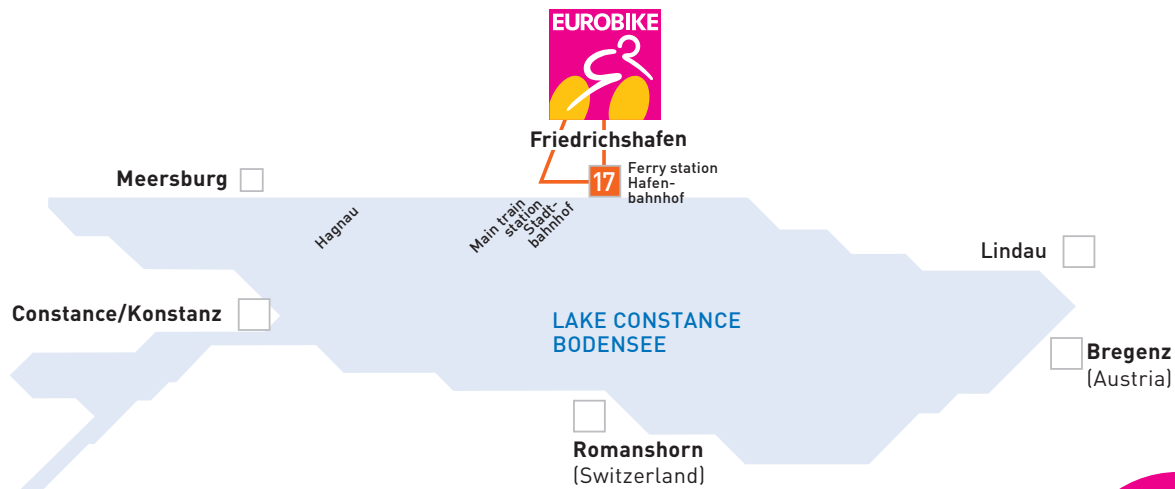 EUROBIKE
Friedrichshafen
17
Ferry station
Hafen-
bahnhof
Meersburg
Hagnau
Main train
station
Stadt-
bahnhof
Lindau
Constance/Konstanz
LAKE CONSTANCE
BODENSEE
Bregenz
(Austria)
Romanshorn
(Switzerland)